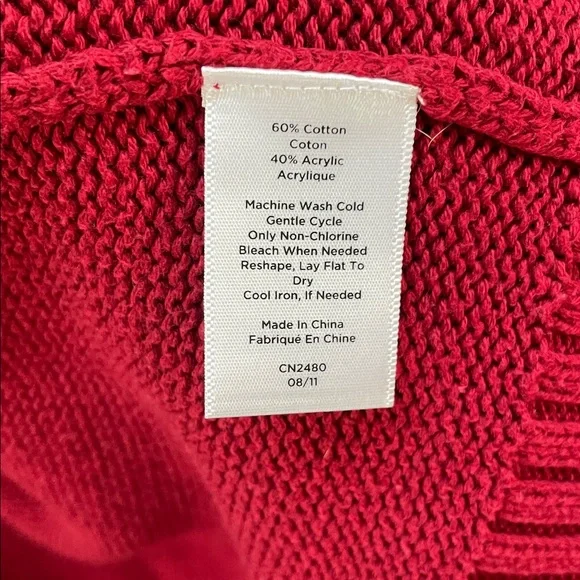 60% Cotton
Coton
40% Acrylic
Acrylique
Machine Wash Cold
Gentle Cycle
Only Non-Chlorine
Bleach When Needed
Reshape, Lay Flat To
Dry
Cool Iron, If Needed
Made In China
Fabriqué En Chine
CN2480
08/11